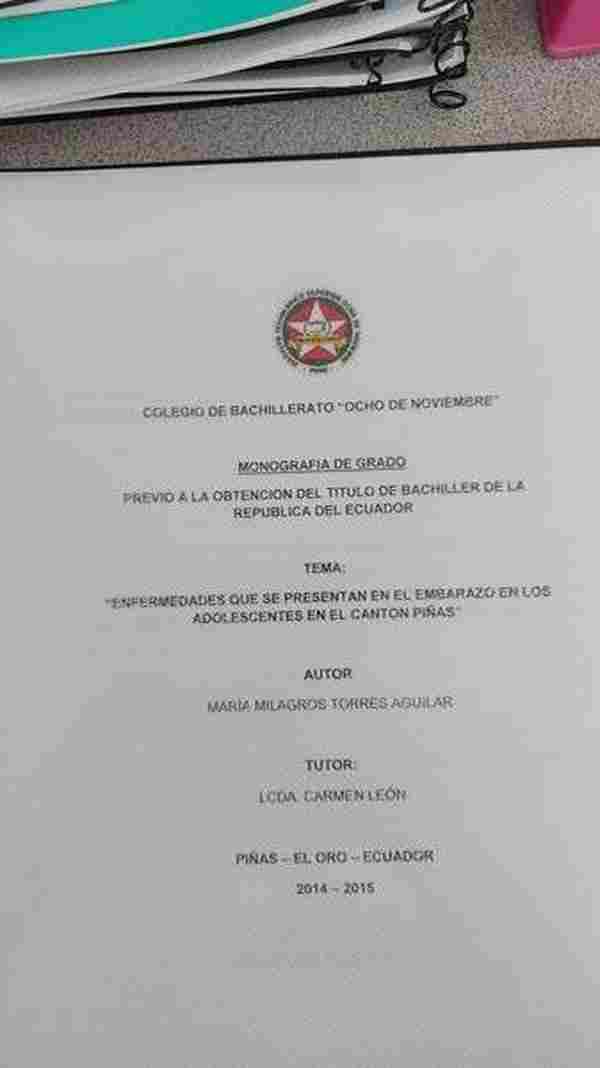 COLEGIO DE BACHILLERATO "OCHO DE NOVIEMBRE"
MONOGRAFIA DE GRADO
PREVIO A LA OBTENCION DEL TITULO DE BACHILLER DE LA
REPUBLICA DEL ECUADOR
TEMA:
"ENFERMEDADES QUE SE PRESENTAN EN EL EMBARAZO EN LOS
ADOLESCENTES EN EL CANTON PIÑAS"
AUTOR
MARÍA MILAGROS TORRES AGUILAR
TUTOR:
LCDA. CARMEN LEÓN
PIÑAS – EL ORO – ECUADOR
2014 – 2015